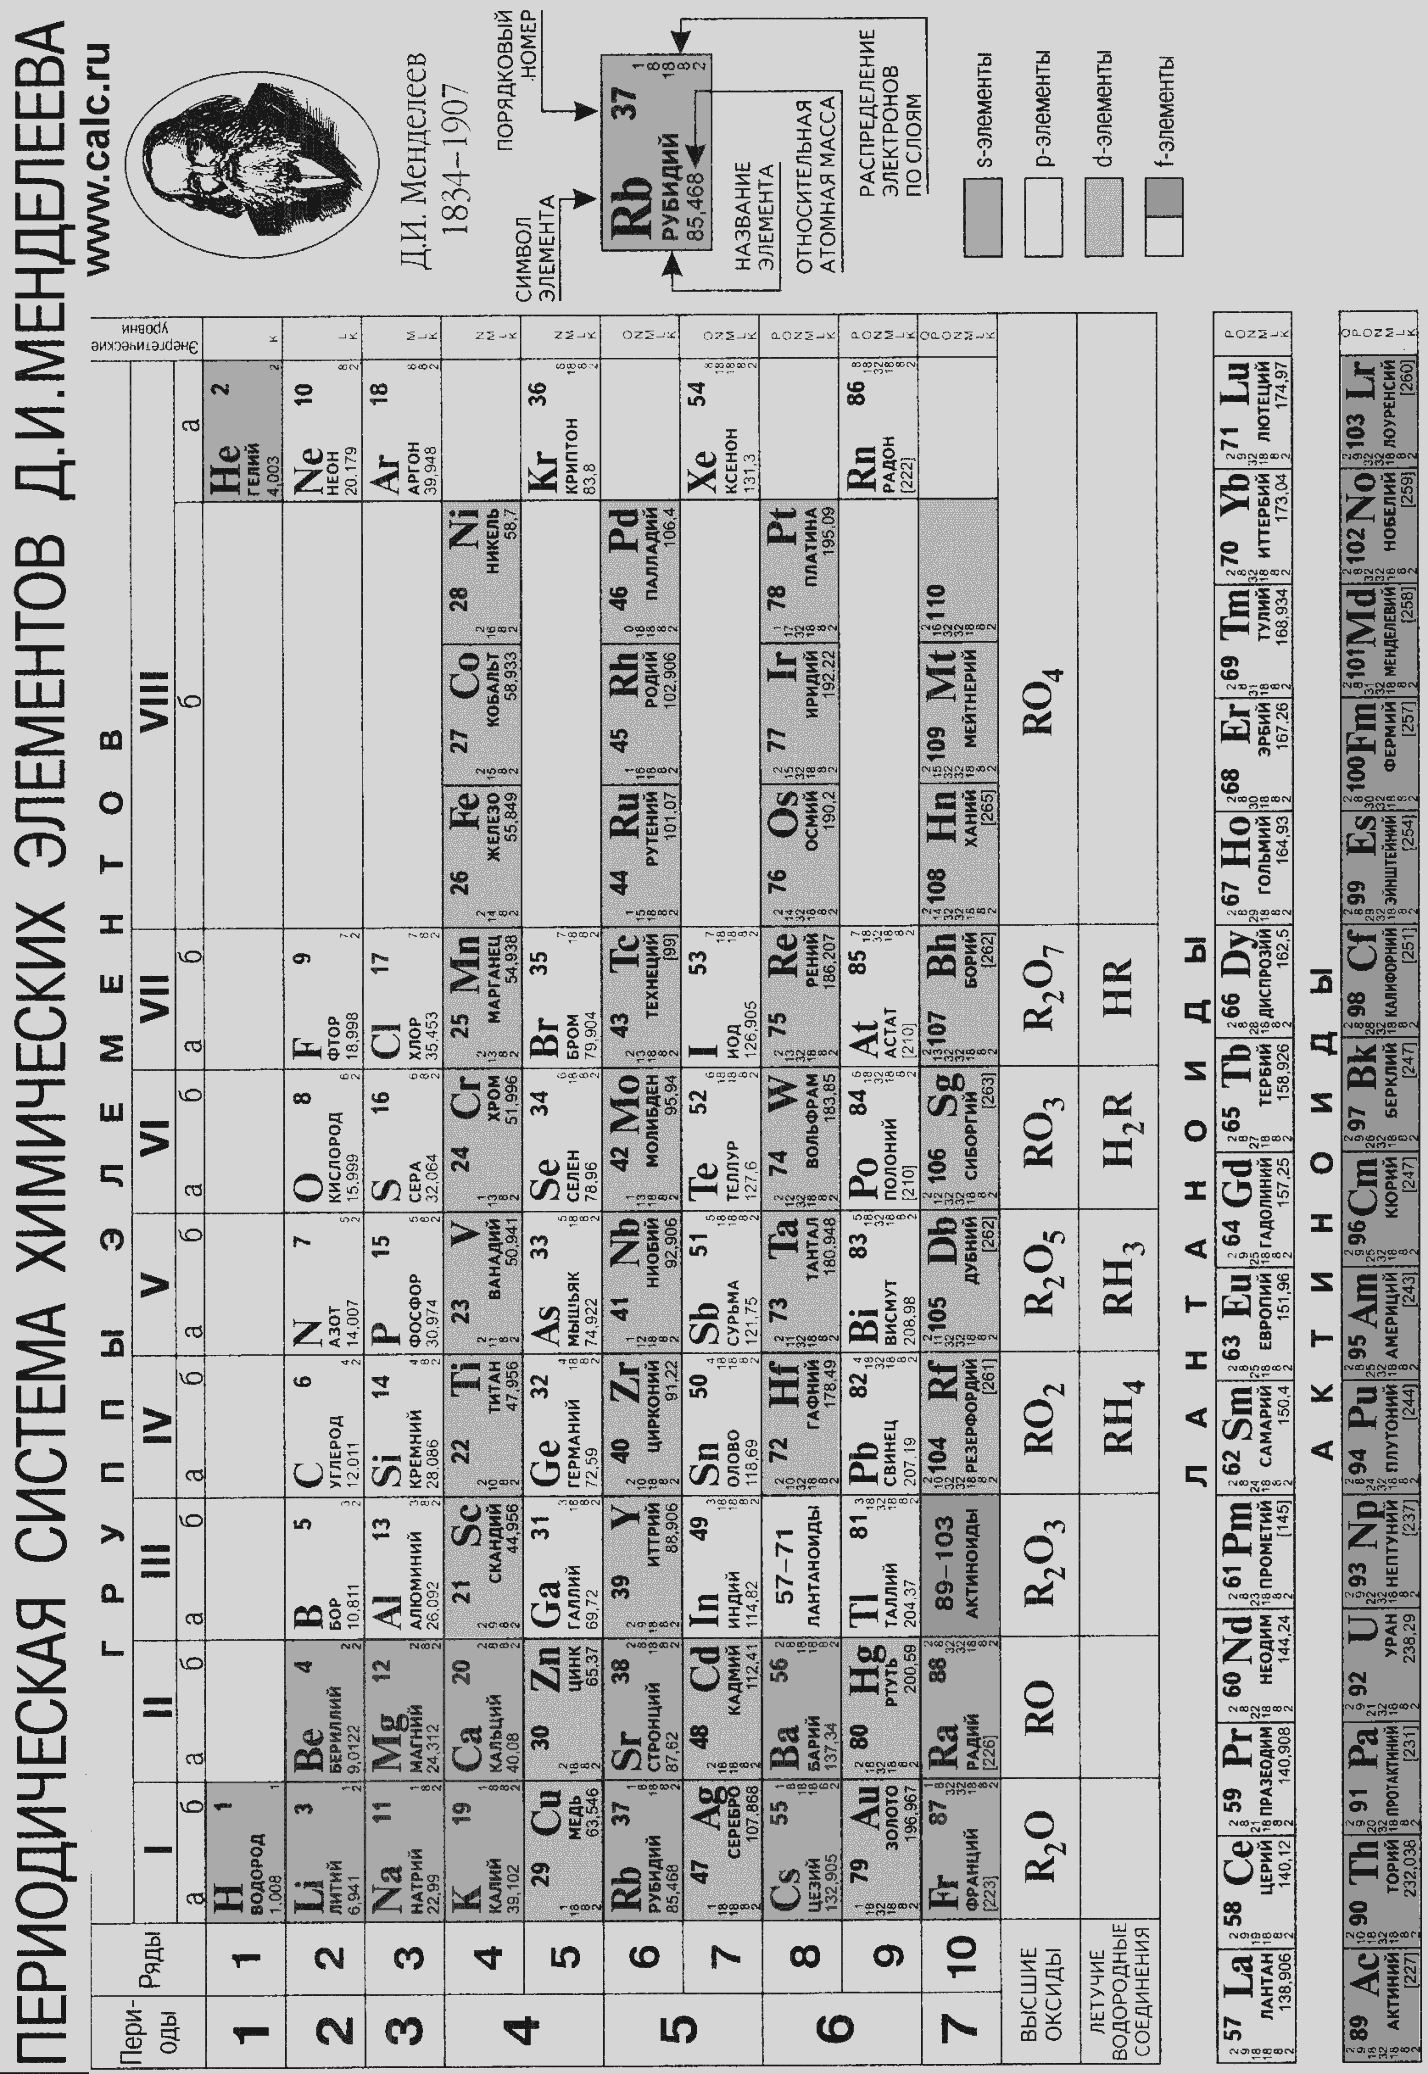 ПЕРИОДИЧЕСКАЯ СИСТЕМА ХИМИЧЕСКИХ ЭЛЕМЕНТОВ Д.И.МЕНДЕЛЕЕВА
www.calc.ru
Д.И. Менделеев
1834–1907
СИМВОЛ ЭЛЕМЕНТА
ПОРЯДКОВЫЙ НОМЕР
Rb 37
РУБИДИЙ
85,468
1 8 18 8 2
НАЗВАНИЕ ЭЛЕМЕНТА
ОТНОСИТЕЛЬНАЯ АТОМНАЯ МАССА
РАСПРЕДЕЛЕНИЕ ЭЛЕКТРОНОВ ПО СЛОЯМ
s-элементы
p-элементы
d-элементы
f-элементы
Пери-оды
Ряды
ГРУППЫ ЭЛЕМЕНТОВ
Энергетические уровни
I II III IV V VI VII VIII
а б а б а б а б а б а б а б б а
1 1
H 1 ВОДОРОД 1,008
He 2 ГЕЛИЙ 4,003
2 2
Li 3 ЛИТИЙ 6,941
Be 4 БЕРИЛЛИЙ 9,0122
B 5 БОР 10,811
C 6 УГЛЕРОД 12,011
N 7 АЗОТ 14,007
O 8 КИСЛОРОД 15,999
F 9 ФТОР 18,998
Ne 10 НЕОН 20.179
3 3
Na 11 НАТРИЙ 22,99
Mg 12 МАГНИЙ 24,312
Al 13 АЛЮМИНИЙ 26,092
Si 14 КРЕМНИЙ 28,086
P 15 ФОСФОР 30,974
S 16 СЕРА 32,064
Cl 17 ХЛОР 35,453
Ar 18 АРГОН 39,948
4 4
K 19 КАЛИЙ 39,102
Ca 20 КАЛЬЦИЙ 40,08
21 Sc СКАНДИЙ 44,956
22 Ti ТИТАН 47,956
23 V ВАНАДИЙ 50,941
24 Cr ХРОМ 51,996
25 Mn МАРГАНЕЦ 54,938
26 Fe ЖЕЛЕЗО 55,849
27 Co КОБАЛЬТ 58,933
28 Ni НИКЕЛЬ 58,7
5
29 Cu МЕДЬ 63,546
30 Zn ЦИНК 65,37
Ga 31 ГАЛЛИЙ 69,72
Ge 32 ГЕРМАНИЙ 72,59
As 33 МЫШЬЯК 74,922
Se 34 СЕЛЕН 78,96
Br 35 БРОМ 79,904
Kr 36 КРИПТОН 83,8
5 6
Rb 37 РУБИДИЙ 85,468
Sr 38 СТРОНЦИЙ 87,62
39 Y ИТТРИЙ 88,906
40 Zr ЦИРКОНИЙ 91,22
41 Nb НИОБИЙ 92,906
42 Mo МОЛИБДЕН 95,94
43 Tc ТЕХНЕЦИЙ [99]
44 Ru РУТЕНИЙ 101,07
45 Rh РОДИЙ 102,906
46 Pd ПАЛЛАДИЙ 106,4
7
47 Ag СЕРЕБРО 107,868
48 Cd КАДМИЙ 112,41
In 49 ИНДИЙ 114,82
Sn 50 ОЛОВО 118,69
Sb 51 СУРЬМА 121,75
Te 52 ТЕЛЛУР 127,6
I 53 ИОД 126,905
Xe 54 КСЕНОН 131,3
6 8
Cs 55 ЦЕЗИЙ 132,905
Ba 56 БАРИЙ 137,34
57–71 ЛАНТАНОИДЫ
72 Hf ГАФНИЙ 178,49
73 Ta ТАНТАЛ 180,948
74 W ВОЛЬФРАМ 183,85
75 Re РЕНИЙ 186,207
76 Os ОСМИЙ 190,2
77 Ir ИРИДИЙ 192,22
78 Pt ПЛАТИНА 195,09
9
79 Au ЗОЛОТО 196,967
80 Hg РТУТЬ 200,59
Tl 81 ТАЛЛИЙ 204,37
Pb 82 СВИНЕЦ 207,19
Bi 83 ВИСМУТ 208,98
Po 84 ПОЛОНИЙ [210]
At 85 АСТАТ [210]
Rn 86 РАДОН [222]
7 10
Fr 87 ФРАНЦИЙ [223]
Ra 88 РАДИЙ [226]
89–103 АКТИНОИДЫ
104 Rf РЕЗЕРФОРДИЙ [261]
105 Db ДУБНИЙ [262]
106 Sg СИБОРГИЙ [263]
107 Bh БОРИЙ [262]
108 Hn ХАНИЙ [265]
109 Mt МЕЙТНЕРИЙ
110
ВЫСШИЕ ОКСИДЫ
R2O RO R2O3 RO2 R2O5 RO3 R2O7 RO4
ЛЕТУЧИЕ ВОДОРОДНЫЕ СОЕДИНЕНИЯ
RH4 RH3 H2R HR
ЛАНТАНОИДЫ
57 La ЛАНТАН 138,906
58 Ce ЦЕРИЙ 140,12
59 Pr ПРАЗЕОДИМ 140,908
60 Nd НЕОДИМ 144,24
61 Pm ПРОМЕТИЙ [145]
62 Sm САМАРИЙ 150,4
63 Eu ЕВРОПИЙ 151,96
64 Gd ГАДОЛИНИЙ 157,25
65 Tb ТЕРБИЙ 158,926
66 Dy ДИСПРОЗИЙ 162,5
67 Ho ГОЛЬМИЙ 164,93
68 Er ЭРБИЙ 167,26
69 Tm ТУЛИЙ 168,934
70 Yb ИТТЕРБИЙ 173,04
71 Lu ЛЮТЕЦИЙ 174,97
АКТИНОИДЫ
89 Ac АКТИНИЙ [227]
90 Th ТОРИЙ 232,038
91 Pa ПРОТАКТИНИЙ [231]
92 U УРАН 238,29
93 Np НЕПТУНИЙ [237]
94 Pu ПЛУТОНИЙ [244]
95 Am АМЕРИЦИЙ [243]
96 Cm КЮРИЙ [247]
97 Bk БЕРКЛИЙ [247]
98 Cf КАЛИФОРНИЙ [251]
99 Es ЭЙНШТЕЙНИЙ [254]
100 Fm ФЕРМИЙ [257]
101 Md МЕНДЕЛЕВИЙ [258]
102 No НОБЕЛИЙ [259]
103 Lr ЛОУРЕНСИЙ [260]